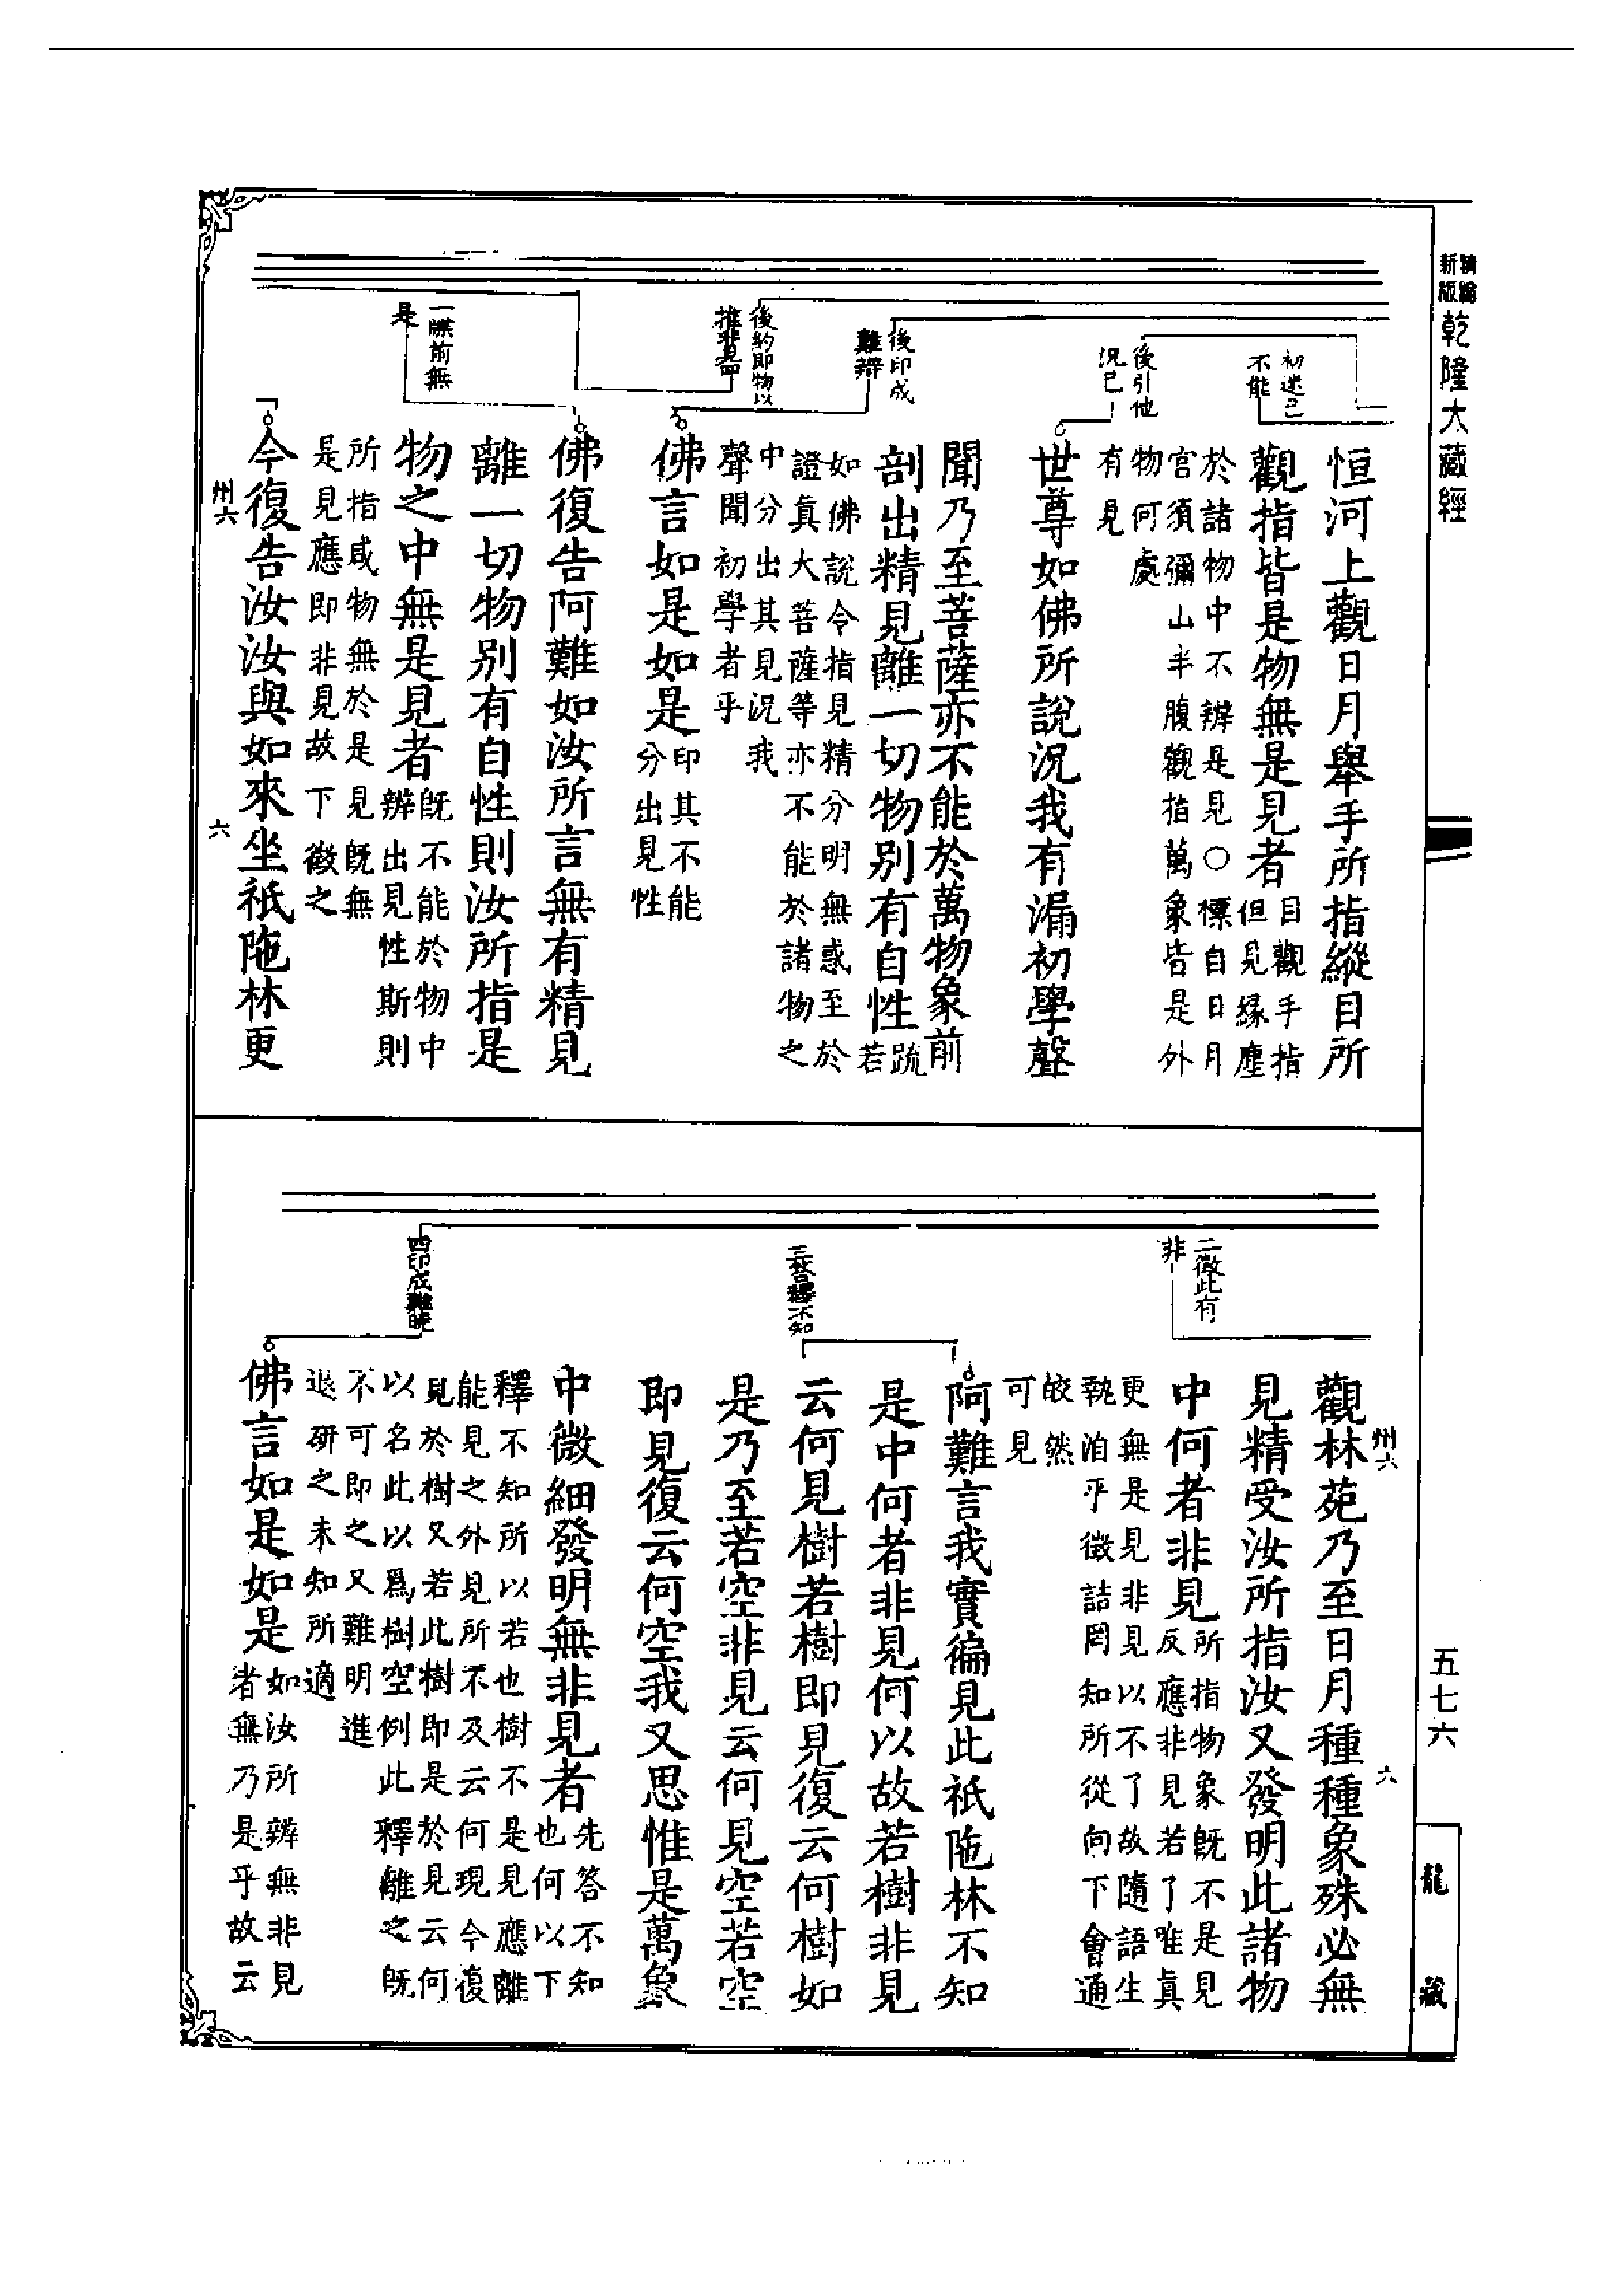 乾隆大藏經
初述己
不能
後引他
況己
後印成
難辯
後約即物以
推非見
一牒前無
是
恒河上觀日月舉手所指縱目所
觀指皆是物無是見者目觀手指
但見緣塵
於諸物中不辨是見○標自日月
宮須彌山半腹觀指萬象皆是外
物何處
有見
世尊如佛所說況我有漏初學聲
聞乃至菩薩亦不能於萬物象前
剖出精見離一切物別有自性疏
若
如佛說令指見精分明無惑至於
證真大菩薩等亦不能於諸物之
中分出其見況我
聲聞初學者乎
佛言如是如是印其不能
分出見性
佛復告阿難如汝所言無有精見
離一切物別有自性則汝所指是
物之中無是見者既不能於物中
辨出見性斯則
所指咸物無於是見既無
是見應即非見故下徵之
今復告汝汝與如來坐祇陁林更
州六
六
五七六
龍藏
二徵此有
非
三答釋不知
四印成難曉
州六
六
觀林苑乃至日月種種象殊必無
見精受汝所指汝又發明此諸物
中何者非見所指物象既不是見
反應非見若了唯真
更無是見非見以不了故隨語生
執洎乎徵詰罔知所從向下會通
皎然
可見
阿難言我實徧見此祇陁林不知
是中何者非見何以故若樹非見
云何見樹若樹即見復云何樹如
是乃至若空非見云何見空若空
即見復云何空我又思惟是萬象
中微細發明無非見者先答不知
也何以下
釋不知所以若也樹不是見應離
能見之外見所不及云何現今復
見於樹又若此樹即是於見云何
以名此以爲樹空例此釋離之既
不可即之又難明進
退研之未知所適
佛言如是如是如汝所辨無非見
者無乃是乎故云